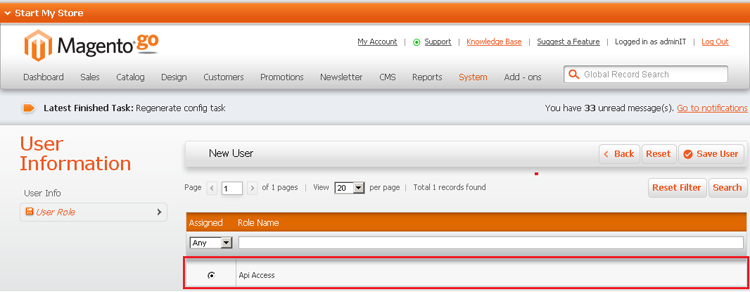 Start My Store
Magento go
My Account | Support | Knowledge Base | Suggest a Feature | Logged in as adminIT | Log Out
Dashboard Sales Catalog Design Customers Promotions Newsletter CMS Reports System Add - ons Global Record Search
Latest Finished Task: Regenerate config task You have 33 unread message(s). Go to notifications
User
Information
User Info
User Role
New User Back Reset Save User
Page 1 of 1 pages | View 20 per page | Total 1 records found
Reset Filter Search
Assigned Role Name
Any
Api Access